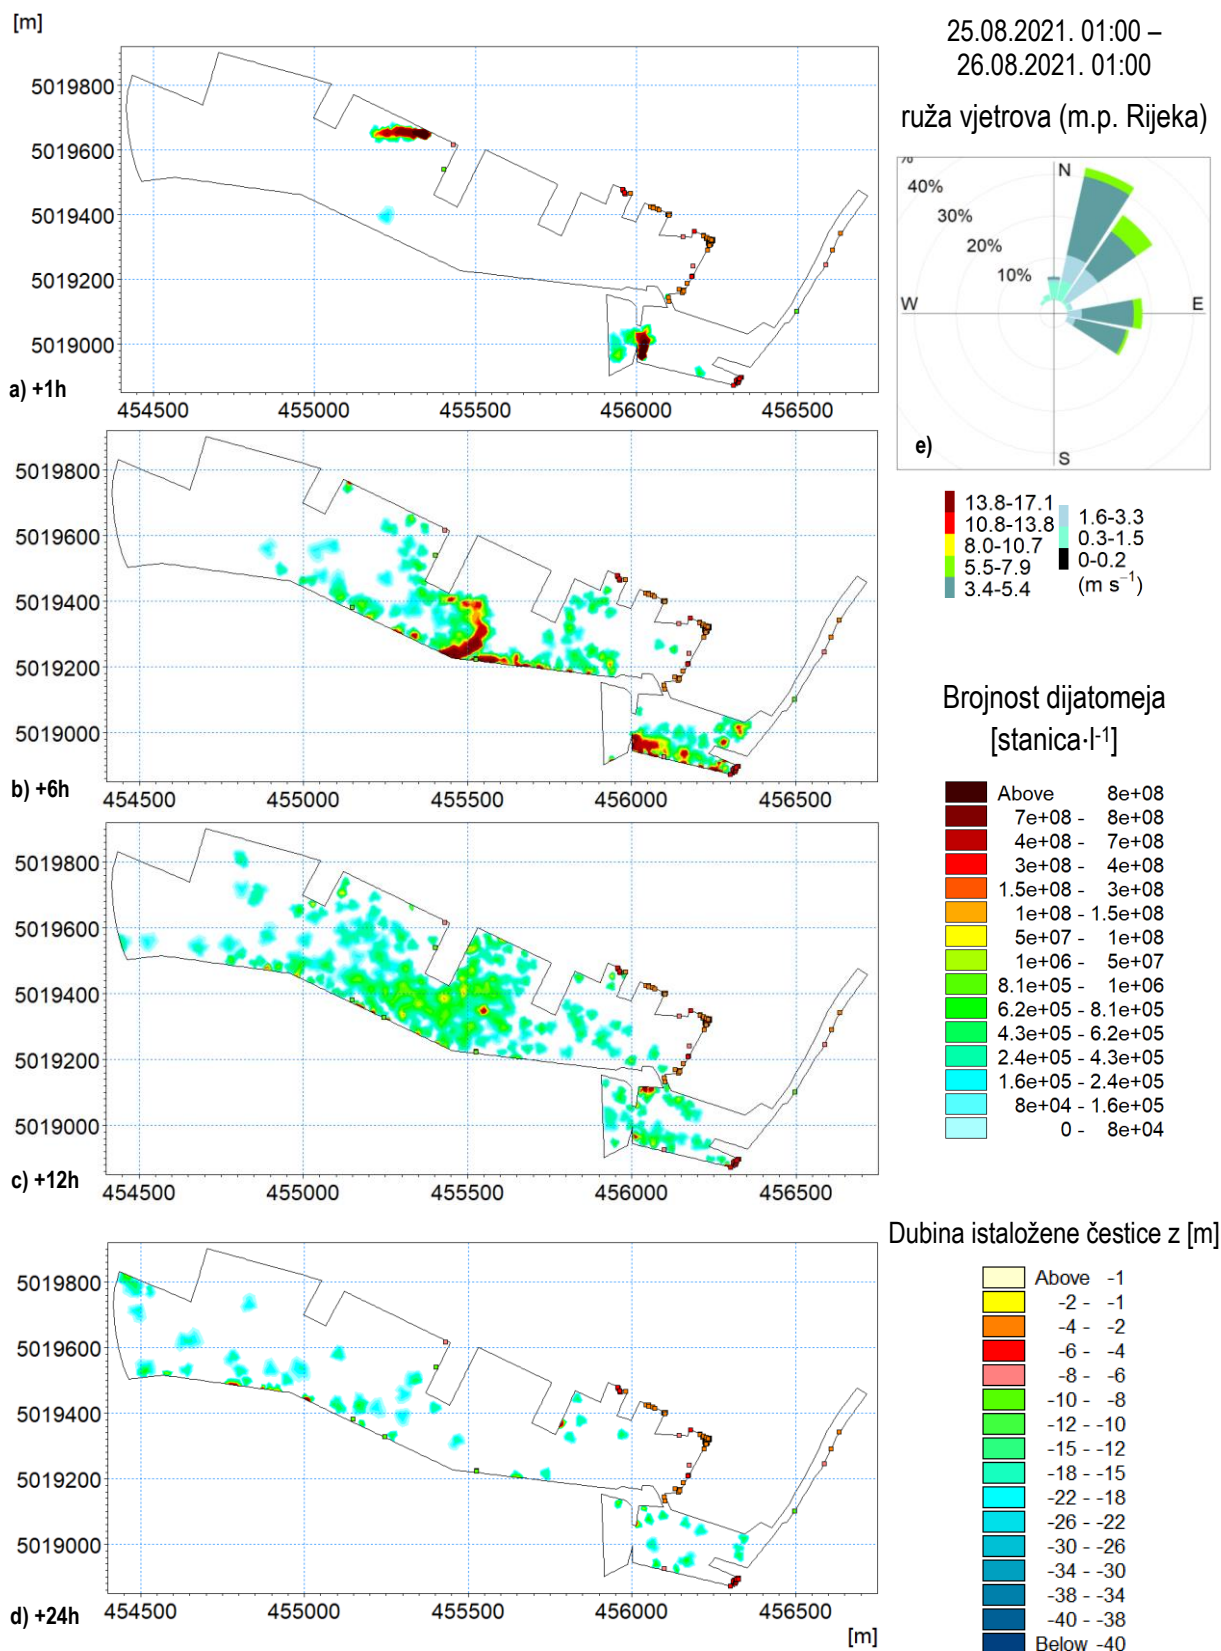 [m]
25.08.2021. 01:00 –
26.08.2021. 01:00
ruža vjetrova (m.p. Rijeka)
5019800
5019600
5019400
5019200
5019000
a) +1h
454500 455000 455500 456000 456500
%
40%
30%
20%
10%
N
W
E
S
e)
13.8-17.1
10.8-13.8
8.0-10.7
5.5-7.9
3.4-5.4
1.6-3.3
0.3-1.5
0-0.2
(m s⁻¹)
5019800
5019600
5019400
5019200
5019000
b) +6h
454500 455000 455500 456000 456500
Brojnost dijatomeja
[stanica·l⁻¹]
Above 8e+08
7e+08 - 8e+08
4e+08 - 7e+08
3e+08 - 4e+08
1.5e+08 - 3e+08
1e+08 - 1.5e+08
5e+07 - 1e+08
1e+06 - 5e+07
8.1e+05 - 1e+06
6.2e+05 - 8.1e+05
4.3e+05 - 6.2e+05
2.4e+05 - 4.3e+05
1.6e+05 - 2.4e+05
8e+04 - 1.6e+05
0 - 8e+04
5019800
5019600
5019400
5019200
5019000
c) +12h
454500 455000 455500 456000 456500
Dubina istaložene čestice z [m]
Above -1
-2 - -1
-4 - -2
-6 - -4
-8 - -6
-10 - -8
-12 - -10
-15 - -12
-18 - -15
-22 - -18
-26 - -22
-30 - -26
-34 - -30
-38 - -34
-40 - -38
Below -40
5019800
5019600
5019400
5019200
5019000
d) +24h
454500 455000 455500 456000 456500
[m]